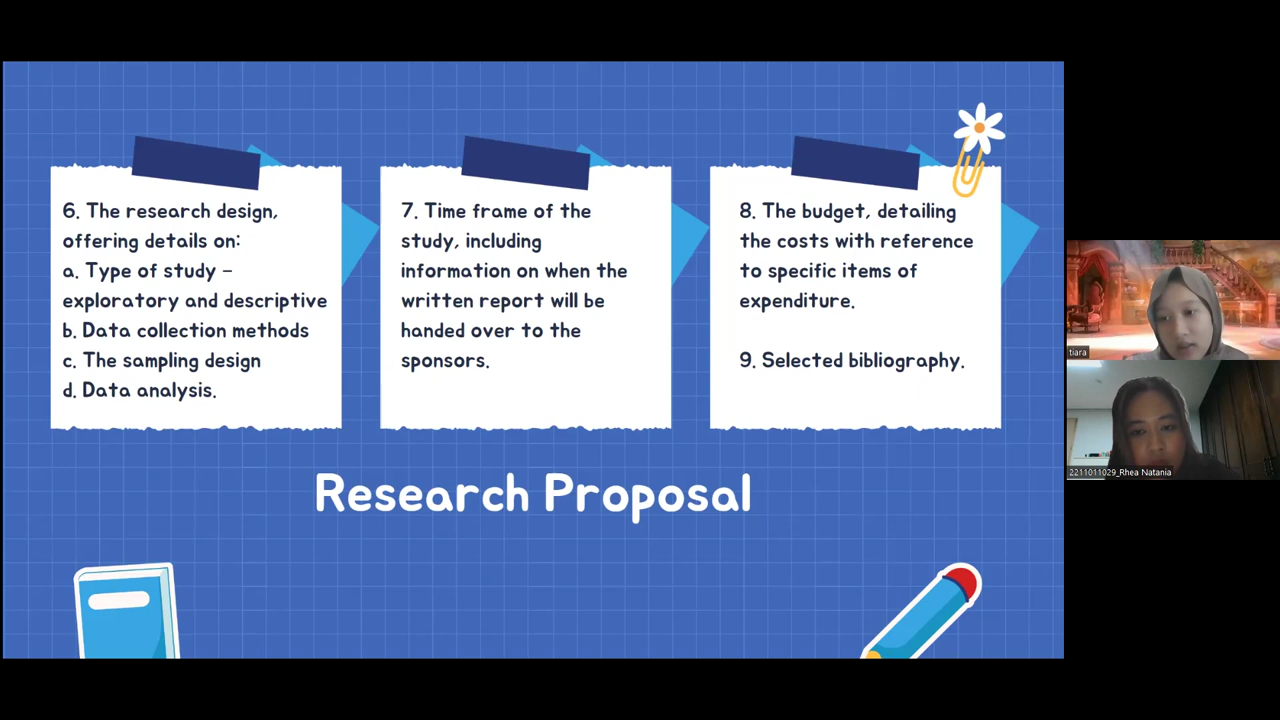 6. The research design,
offering details on:
a. Type of study –
exploratory and descriptive
b. Data collection methods
c. The sampling design
d. Data analysis.
7. Time frame of the
study, including
information on when the
written report will be
handed over to the
sponsors.
8. The budget, detailing
the costs with reference
to specific items of
expenditure.
9. Selected bibliography.
Research Proposal
tiara
2211011029_Rhea Natania